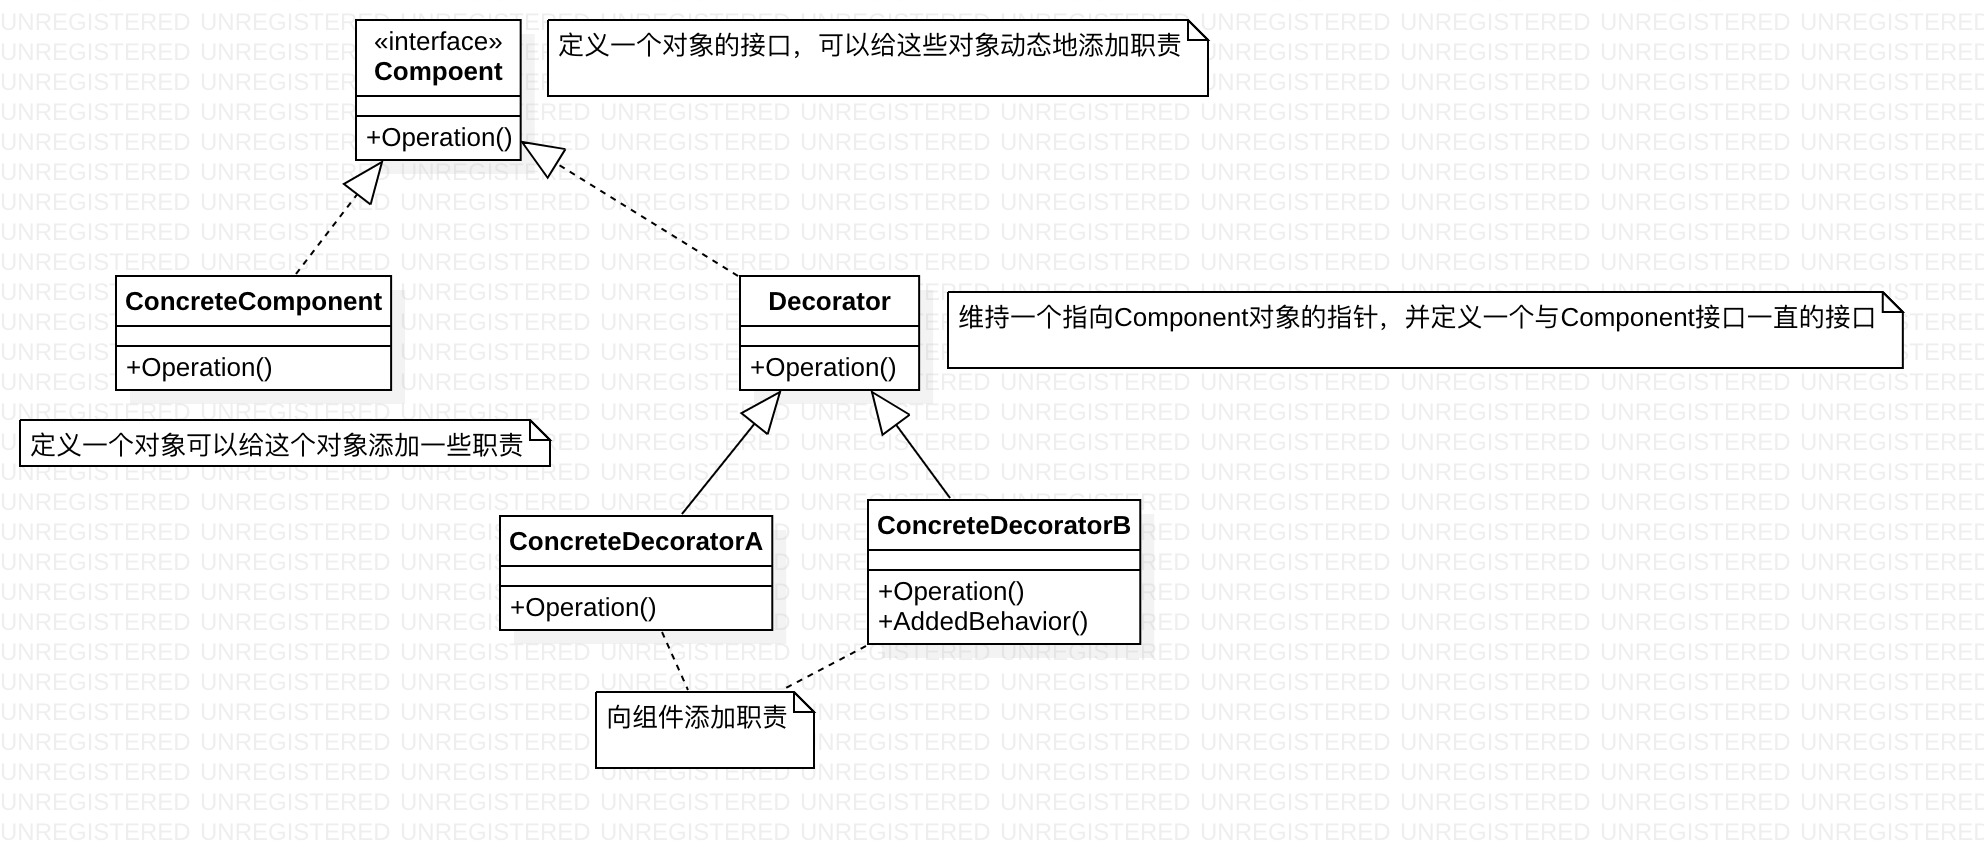 «interface»
Compoent
+Operation()
定义一个对象的接口，可以给这些对象动态地添加职责
ConcreteComponent
+Operation()
Decorator
+Operation()
维持一个指向Component对象的指针，并定义一个与Component接口一直的接口
定义一个对象可以给这个对象添加一些职责
ConcreteDecoratorA
+Operation()
ConcreteDecoratorB
+Operation()
+AddedBehavior()
向组件添加职责
UNREGISTERED